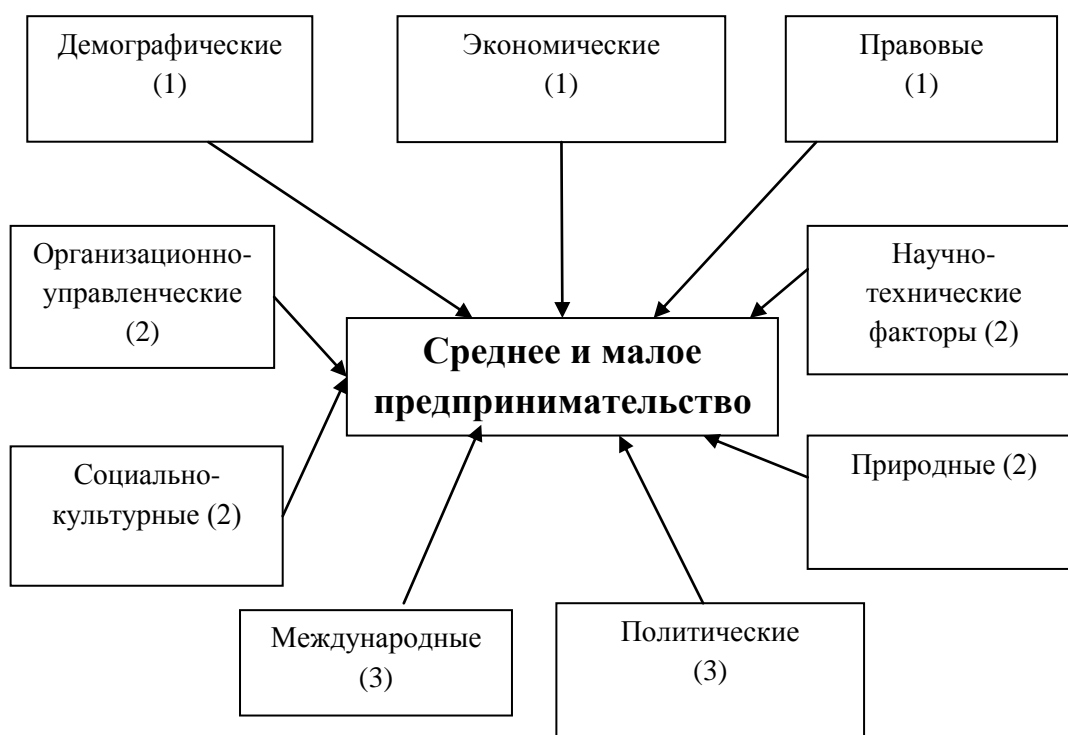 Демографические
(1)
Экономические
(1)
Правовые
(1)
Организационно-
управленческие
(2)
Научно-
технические
факторы (2)
Среднее и малое
предпринимательство
Социально-
культурные (2)
Природные (2)
Международные
(3)
Политические
(3)